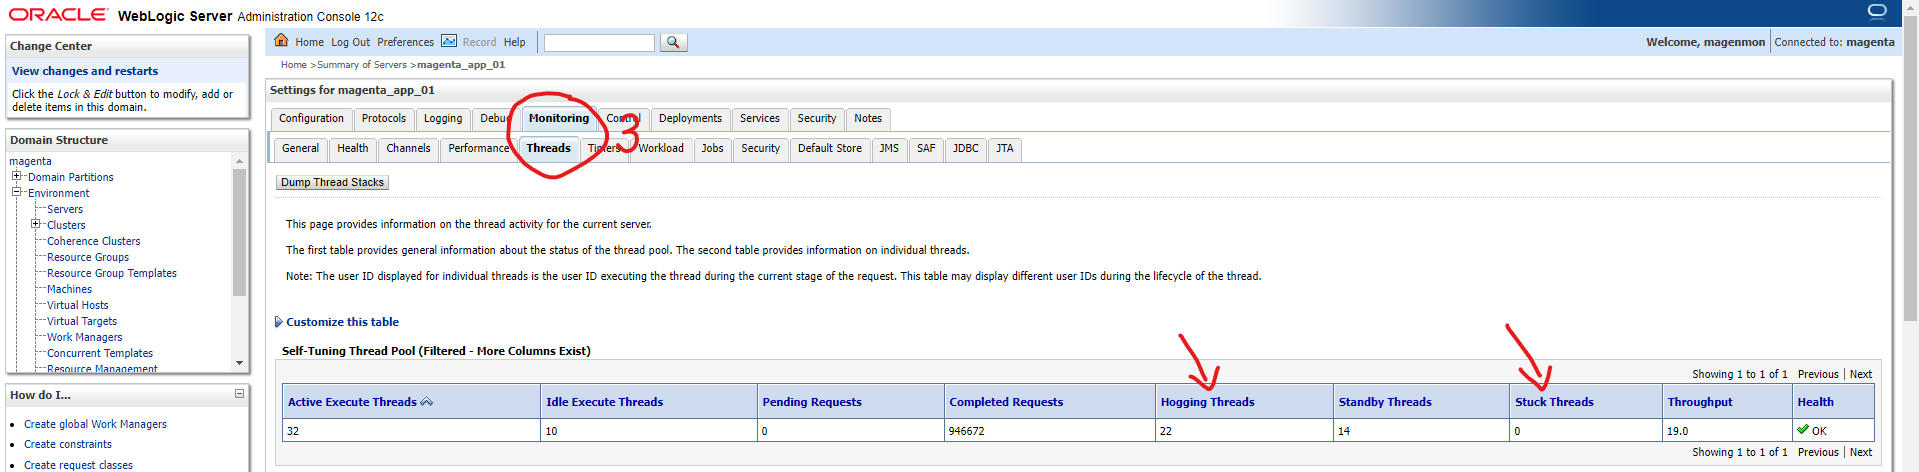 ORACLE WebLogic Server Administration Console 12c
Change Center
View changes and restarts
Click the Lock & Edit button to modify, add or
delete items in this domain.
Domain Structure
magenta
Domain Partitions
Environment
Servers
Clusters
Coherence Clusters
Resource Groups
Resource Group Templates
Machines
Virtual Hosts
Virtual Targets
Work Managers
Concurrent Templates
Resource Management
How do I...
Create global Work Managers
Create constraints
Create request classes
Home Log Out Preferences Record Help
Welcome, magenmon Connected to: magenta
Home >Summary of Servers >magenta_app_01
Settings for magenta_app_01
Configuration Protocols Logging Debug Monitoring Control Deployments Services Security Notes
3
General Health Channels Performance Threads Timers Workload Jobs Security Default Store JMS SAF JDBC JTA
Dump Thread Stacks
This page provides information on the thread activity for the current server.
The first table provides general information about the status of the thread pool. The second table provides information on individual threads.
Note: The user ID displayed for individual threads is the user ID executing the thread during the current stage of the request. This table may display different user IDs during the lifecycle of the thread.
Customize this table
Self-Tuning Thread Pool (Filtered - More Columns Exist)
Showing 1 to 1 of 1 Previous | Next
Active Execute Threads Idle Execute Threads Pending Requests Completed Requests Hogging Threads Standby Threads Stuck Threads Throughput Health
32 10 0 946672 22 14 0 19.0 OK
Showing 1 to 1 of 1 Previous | Next